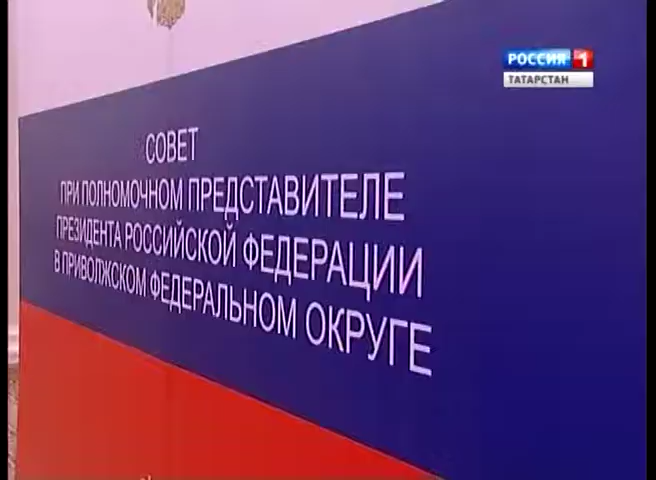 РОССИЯ 1
ТАТАРСТАН
СОВЕТ
ПРИ ПОЛНОМОЧНОМ ПРЕДСТАВИТЕЛЕ
ПРЕЗИДЕНТА РОССИЙСКОЙ ФЕДЕРАЦИИ
В ПРИВОЛЖСКОМ ФЕДЕРАЛЬНОМ ОКРУГЕ